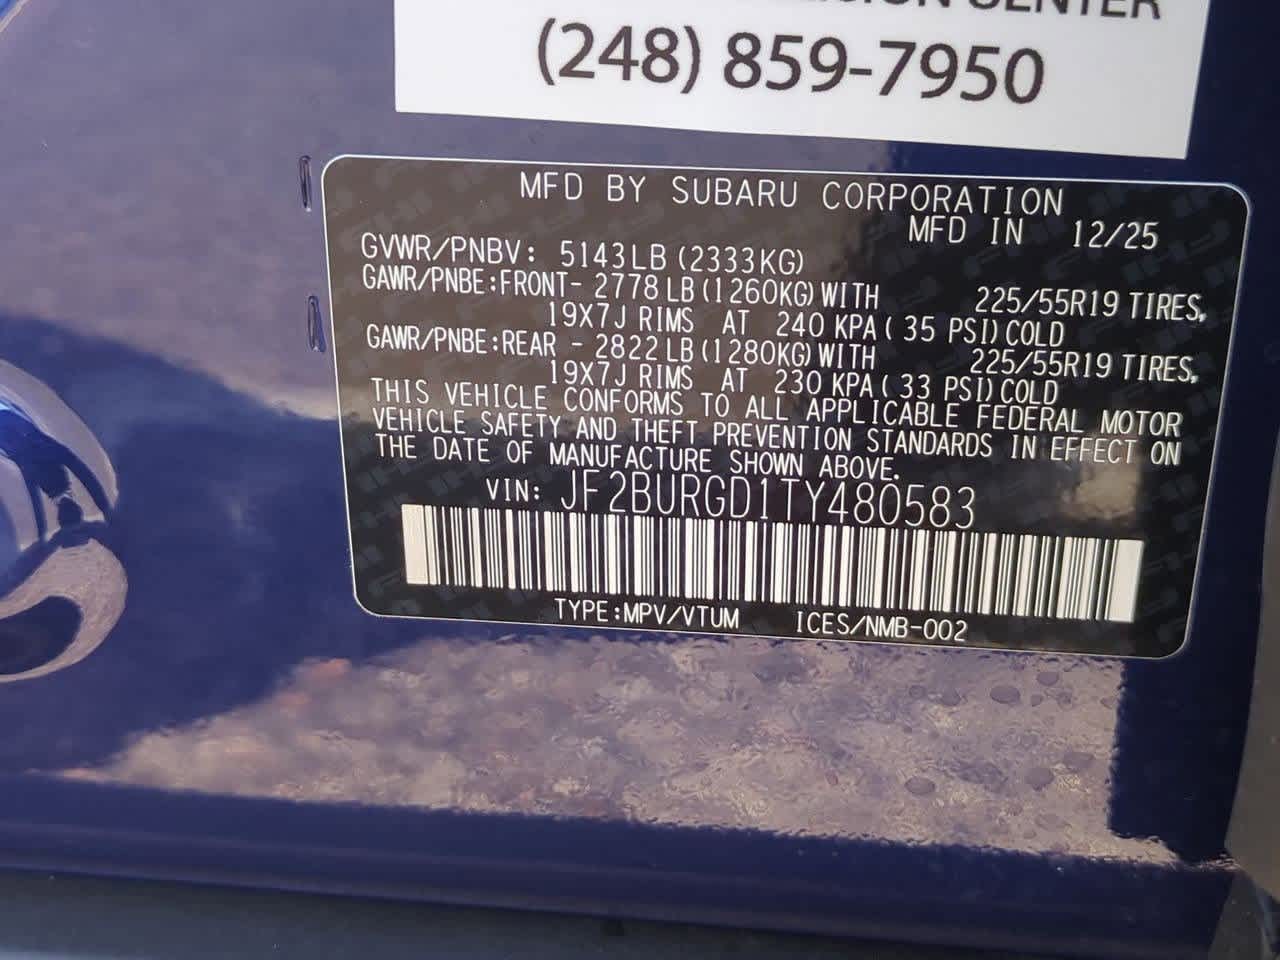 CENTER
(248) 859-7950
MFD BY SUBARU CORPORATION
MFD IN 12/25
GVWR/PNBV: 5143LB (2333KG)
GAWR/PNBE:FRONT- 2778 LB (1260KG) WITH 225/55R19 TIRES,
19X7J RIMS AT 240 KPA ( 35 PSI) COLD
GAWR/PNBE:REAR - 2822 LB (1280KG) WITH 225/55R19 TIRES,
19X7J RIMS AT 230 KPA ( 33 PSI) COLD
THIS VEHICLE CONFORMS TO ALL APPLICABLE FEDERAL MOTOR
VEHICLE SAFETY AND THEFT PREVENTION STANDARDS IN EFFECT ON
THE DATE OF MANUFACTURE SHOWN ABOVE.
VIN: JF2BURGD1TY480583
TYPE:MPV/VTUM ICES/NMB-002